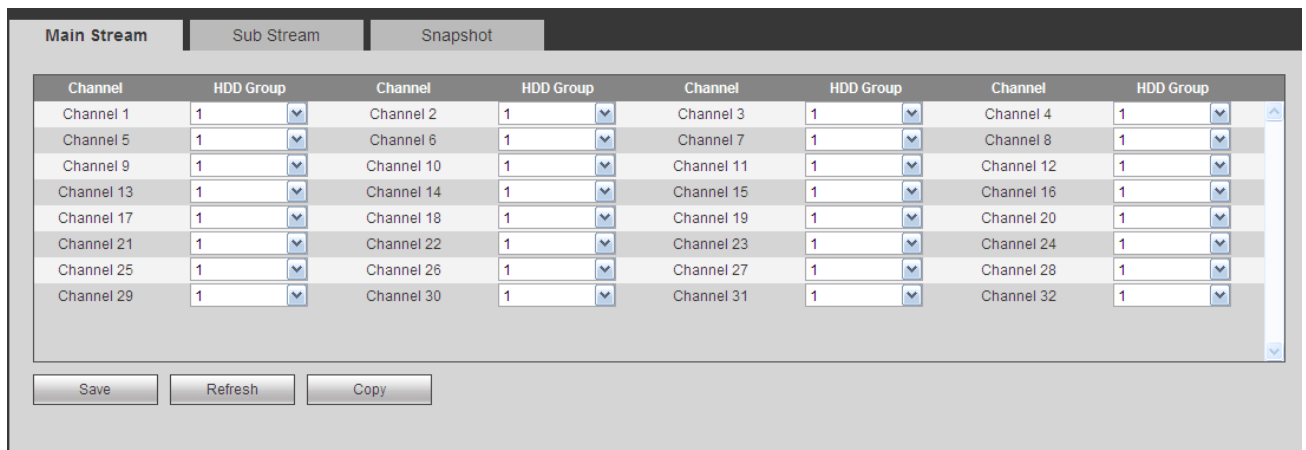 Main Stream Sub Stream Snapshot
Channel HDD Group Channel HDD Group Channel HDD Group Channel HDD Group
Channel 1 1 Channel 2 1 Channel 3 1 Channel 4 1
Channel 5 1 Channel 6 1 Channel 7 1 Channel 8 1
Channel 9 1 Channel 10 1 Channel 11 1 Channel 12 1
Channel 13 1 Channel 14 1 Channel 15 1 Channel 16 1
Channel 17 1 Channel 18 1 Channel 19 1 Channel 20 1
Channel 21 1 Channel 22 1 Channel 23 1 Channel 24 1
Channel 25 1 Channel 26 1 Channel 27 1 Channel 28 1
Channel 29 1 Channel 30 1 Channel 31 1 Channel 32 1
Save Refresh Copy